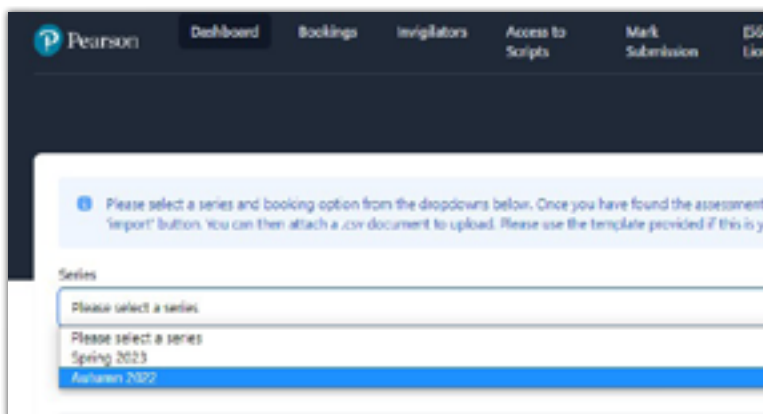 Pearson
Dashboard Bookings Invigilators Access to Mark
Scripts Submission
Please select a series and booking option from the dropdowns below. Once you have found the assessment
'import' button. You can then attach a .csv document to upload. Please use the template provided if this is y
Series
Please select a series
Please select a series
Spring 2023
Autumn 2022